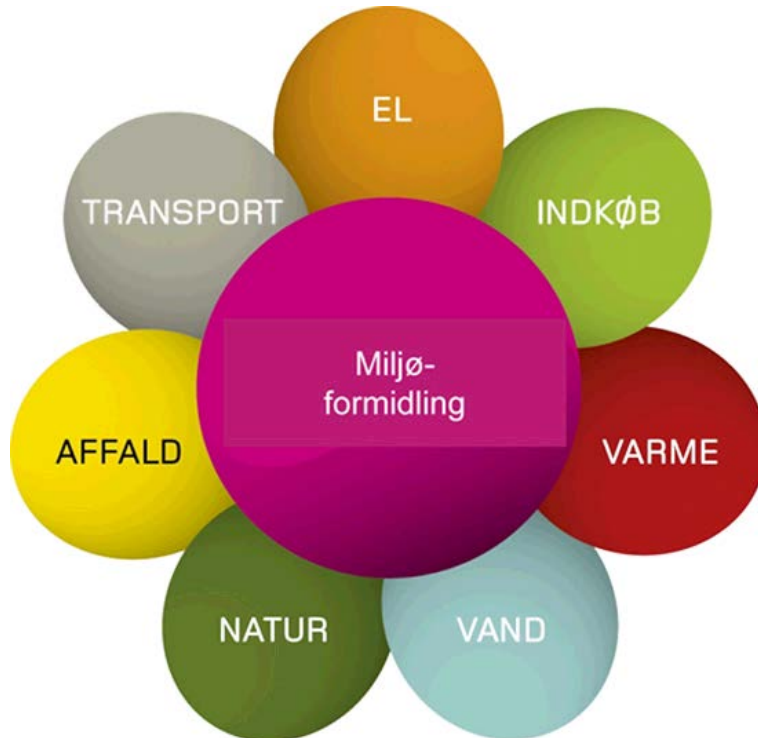 EL
TRANSPORT
INDKØB
Miljø-
formidling
AFFALD
VARME
NATUR
VAND